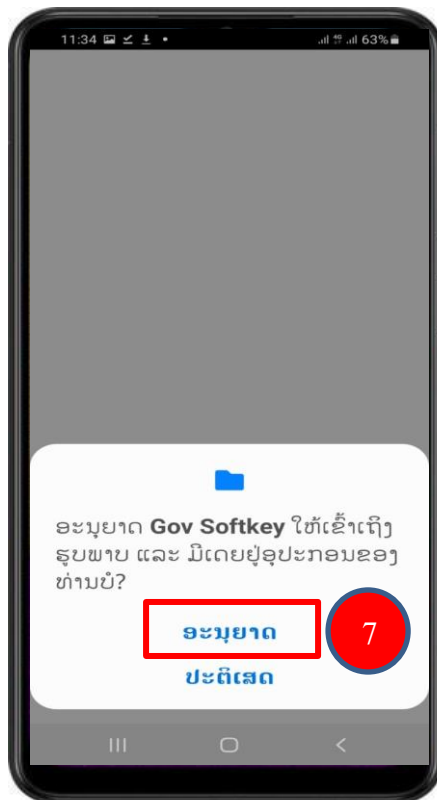 11:34
4G
63%
ອະນຸຍາດ Gov Softkey ໃຫ້ເຂົ້າເຖິງ
ຮູບພາບ ແລະ ມີເດຍຢູ່ອຸປະກອນຂອງ
ທ່ານບໍ?
ອະນຸຍາດ
7
ປະຕິເສດ